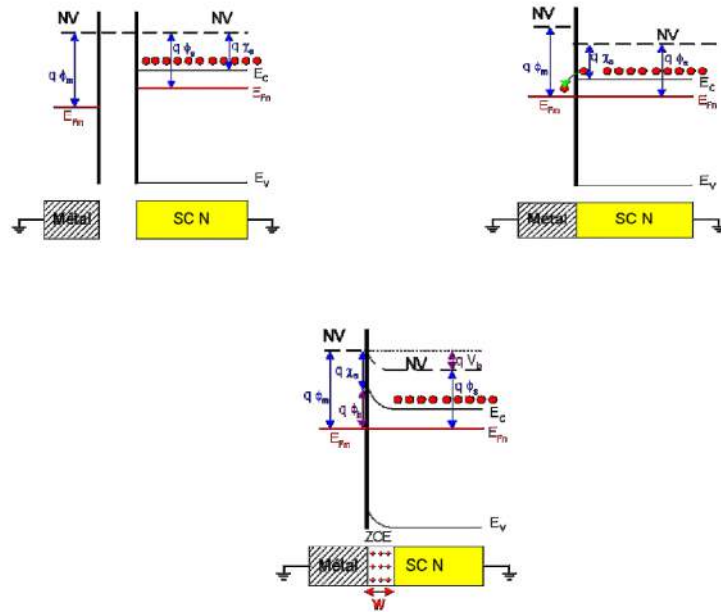 NV NV
q ϕs q χs
q ϕm
EC
EFn
EFm
EV
Métal SC N
NV
NV
q χs q ϕs
q ϕm
EC
EFm EFn
EV
Métal SC N
NV
q Vb
NV
q χs
q ϕs
q ϕm
q ϕb
EC
EFm EFn
EV
ZCE
Métal SC N
W